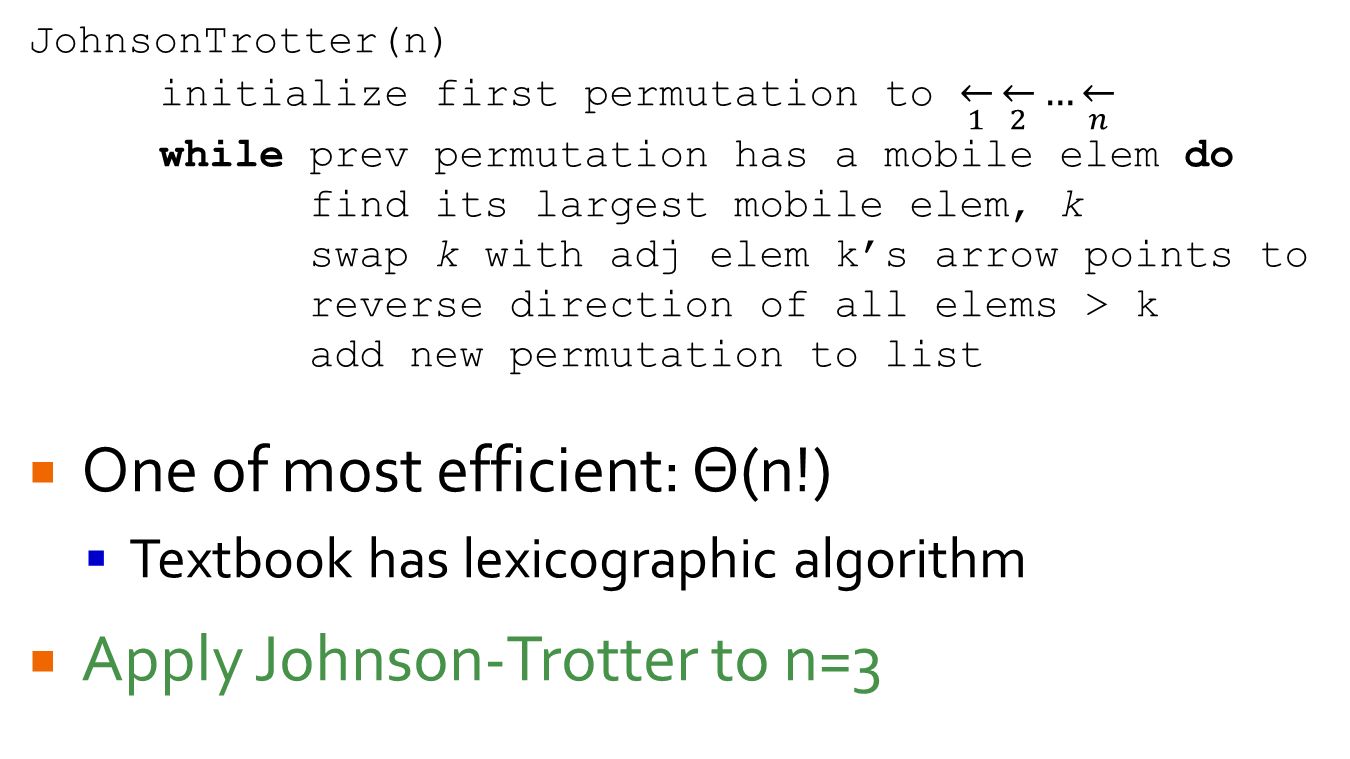 JohnsonTrotter(n)
initialize first permutation to ← ← … ←
1 2 n
while prev permutation has a mobile elem do
find its largest mobile elem, k
swap k with adj elem k’s arrow points to
reverse direction of all elems > k
add new permutation to list
▪ One of most efficient: Θ(n!)
▪ Textbook has lexicographic algorithm
▪ Apply Johnson-Trotter to n=3